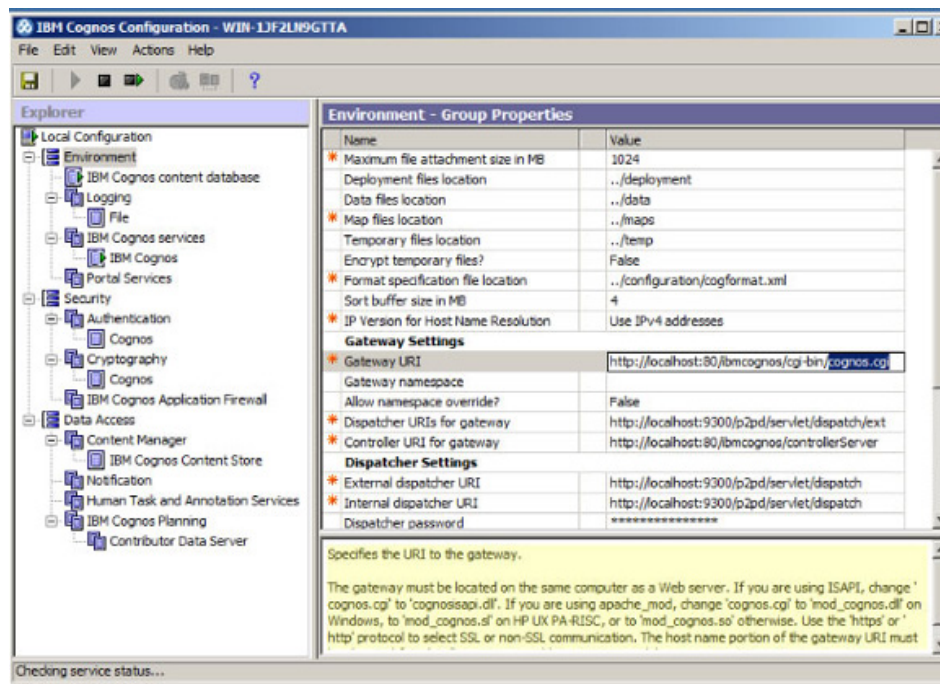 IBM Cognos Configuration - WIN-1JF2LN9GTTA
File Edit View Actions Help
Explorer
Local Configuration
Environment
IBM Cognos content database
Logging
File
IBM Cognos services
IBM Cognos
Portal Services
Security
Authentication
Cognos
Cryptography
Cognos
IBM Cognos Application Firewall
Data Access
Content Manager
IBM Cognos Content Store
Notification
Human Task and Annotation Services
IBM Cognos Planning
Contributor Data Server
Environment - Group Properties
Name Value
* Maximum file attachment size in MB 1024
Deployment files location ../deployment
Data files location ../data
* Map files location ../maps
Temporary files location ../temp
Encrypt temporary files? False
* Format specification file location ../configuration/cogformat.xml
Sort buffer size in MB 4
* IP Version for Host Name Resolution Use IPv4 addresses
Gateway Settings
* Gateway URI http://localhost:80/ibmcognos/cgi-bin/cognos.cgi
Gateway namespace
Allow namespace override? False
* Dispatcher URIs for gateway http://localhost:9300/p2pd/servlet/dispatch/ext
* Controller URI for gateway http://localhost:80/ibmcognos/controllerServer
Dispatcher Settings
* External dispatcher URI http://localhost:9300/p2pd/servlet/dispatch
* Internal dispatcher URI http://localhost:9300/p2pd/servlet/dispatch
Dispatcher password ***************
Specifies the URI to the gateway.
The gateway must be located on the same computer as a Web server. If you are using ISAPI, change '
cognos.cgi' to 'cognosisapi.dll'. If you are using apache_mod, change 'cognos.cgi' to 'mod_cognos.dll' on
Windows, to 'mod_cognos.sl' on HP UX PA-RISC, or to 'mod_cognos.so' otherwise. Use the 'https' or '
http' protocol to select SSL or non-SSL communication. The host name portion of the gateway URI must
Checking service status...